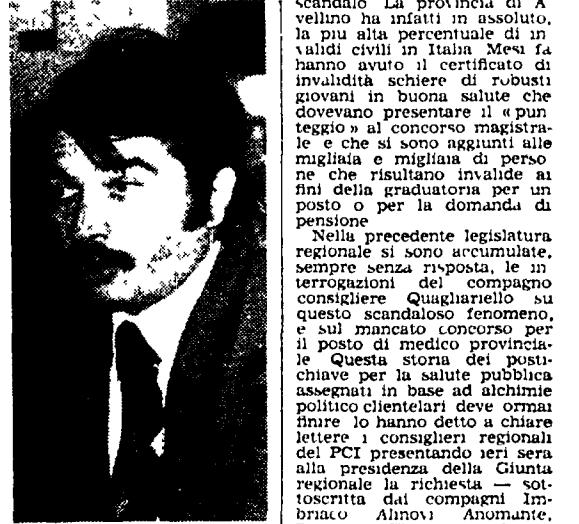 scandalo La provincia di A
vellino ha infatti in assoluto,
la piu alta percentuale di in
validi civili in Italia Mesi fa
hanno avuto il certificato di
invalidità schiere di robusti
giovani in buona salute che
dovevano presentare il « pun
teggio » al concorso magistra-
le e che si sono aggiunti alle
migliaia e migliaia di perso
ne che risultano invalide ai
fini della graduatoria per un
posto o per la domanda di
pensione
Nella precedente legislatura
regionale si sono accumulate,
sempre senza risposta, le in
terrogazioni del compagno
consigliere Quagliariello su
questo scandaloso fenomeno,
e sul mancato concorso per
il posto di medico provincia-
le Questa storia dei posti-
chiave per la salute pubblica
assegnati in base ad alchimie
politico clientelari deve ormai
finire lo hanno detto a chiare
lettere i consiglieri regionali
del PCI presentando ieri sera
alla presidenza della Giunta
regionale la richiesta — sot-
toscritta dai compagni Im-
briaco Alinovi Anomante,